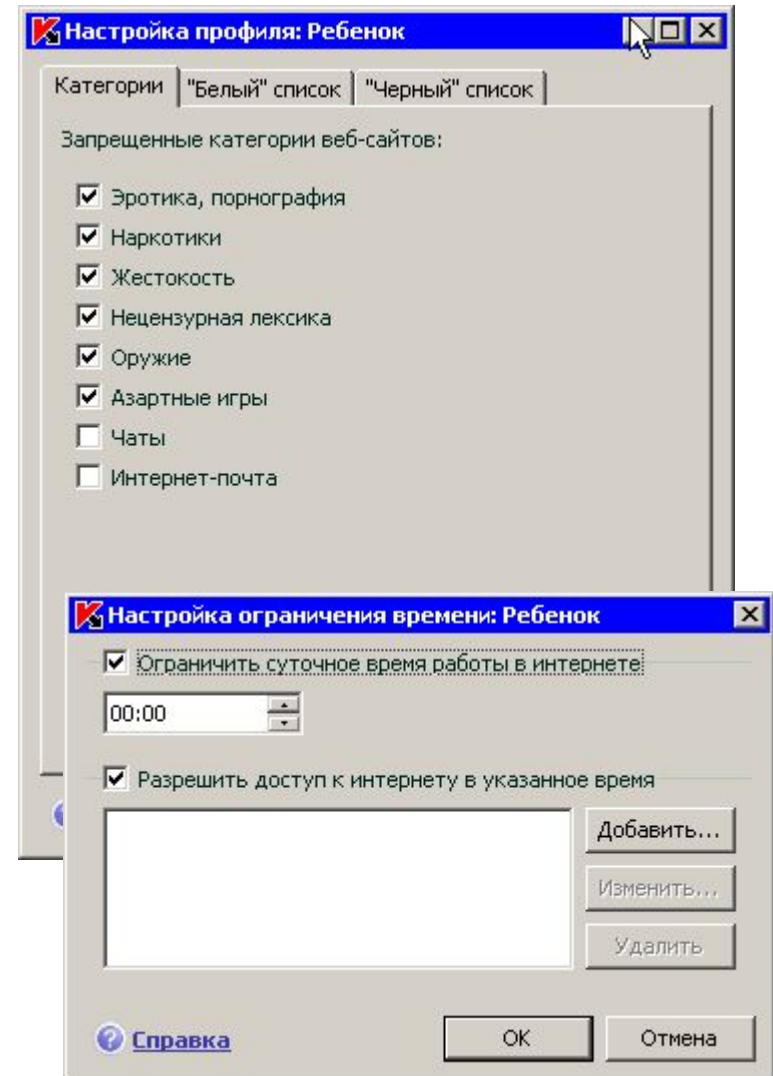 Настройка профиля: Ребенок
Категории "Белый" список "Черный" список
Запрещенные категории веб-сайтов:
Эротика, порнография
Наркотики
Жестокость
Нецензурная лексика
Оружие
Азартные игры
Чаты
Интернет-почта
Настройка ограничения времени: Ребенок
Ограничить суточное время работы в интернете
00:00
Разрешить доступ к интернету в указанное время
Добавить...
Изменить...
Удалить
Справка OK Отмена